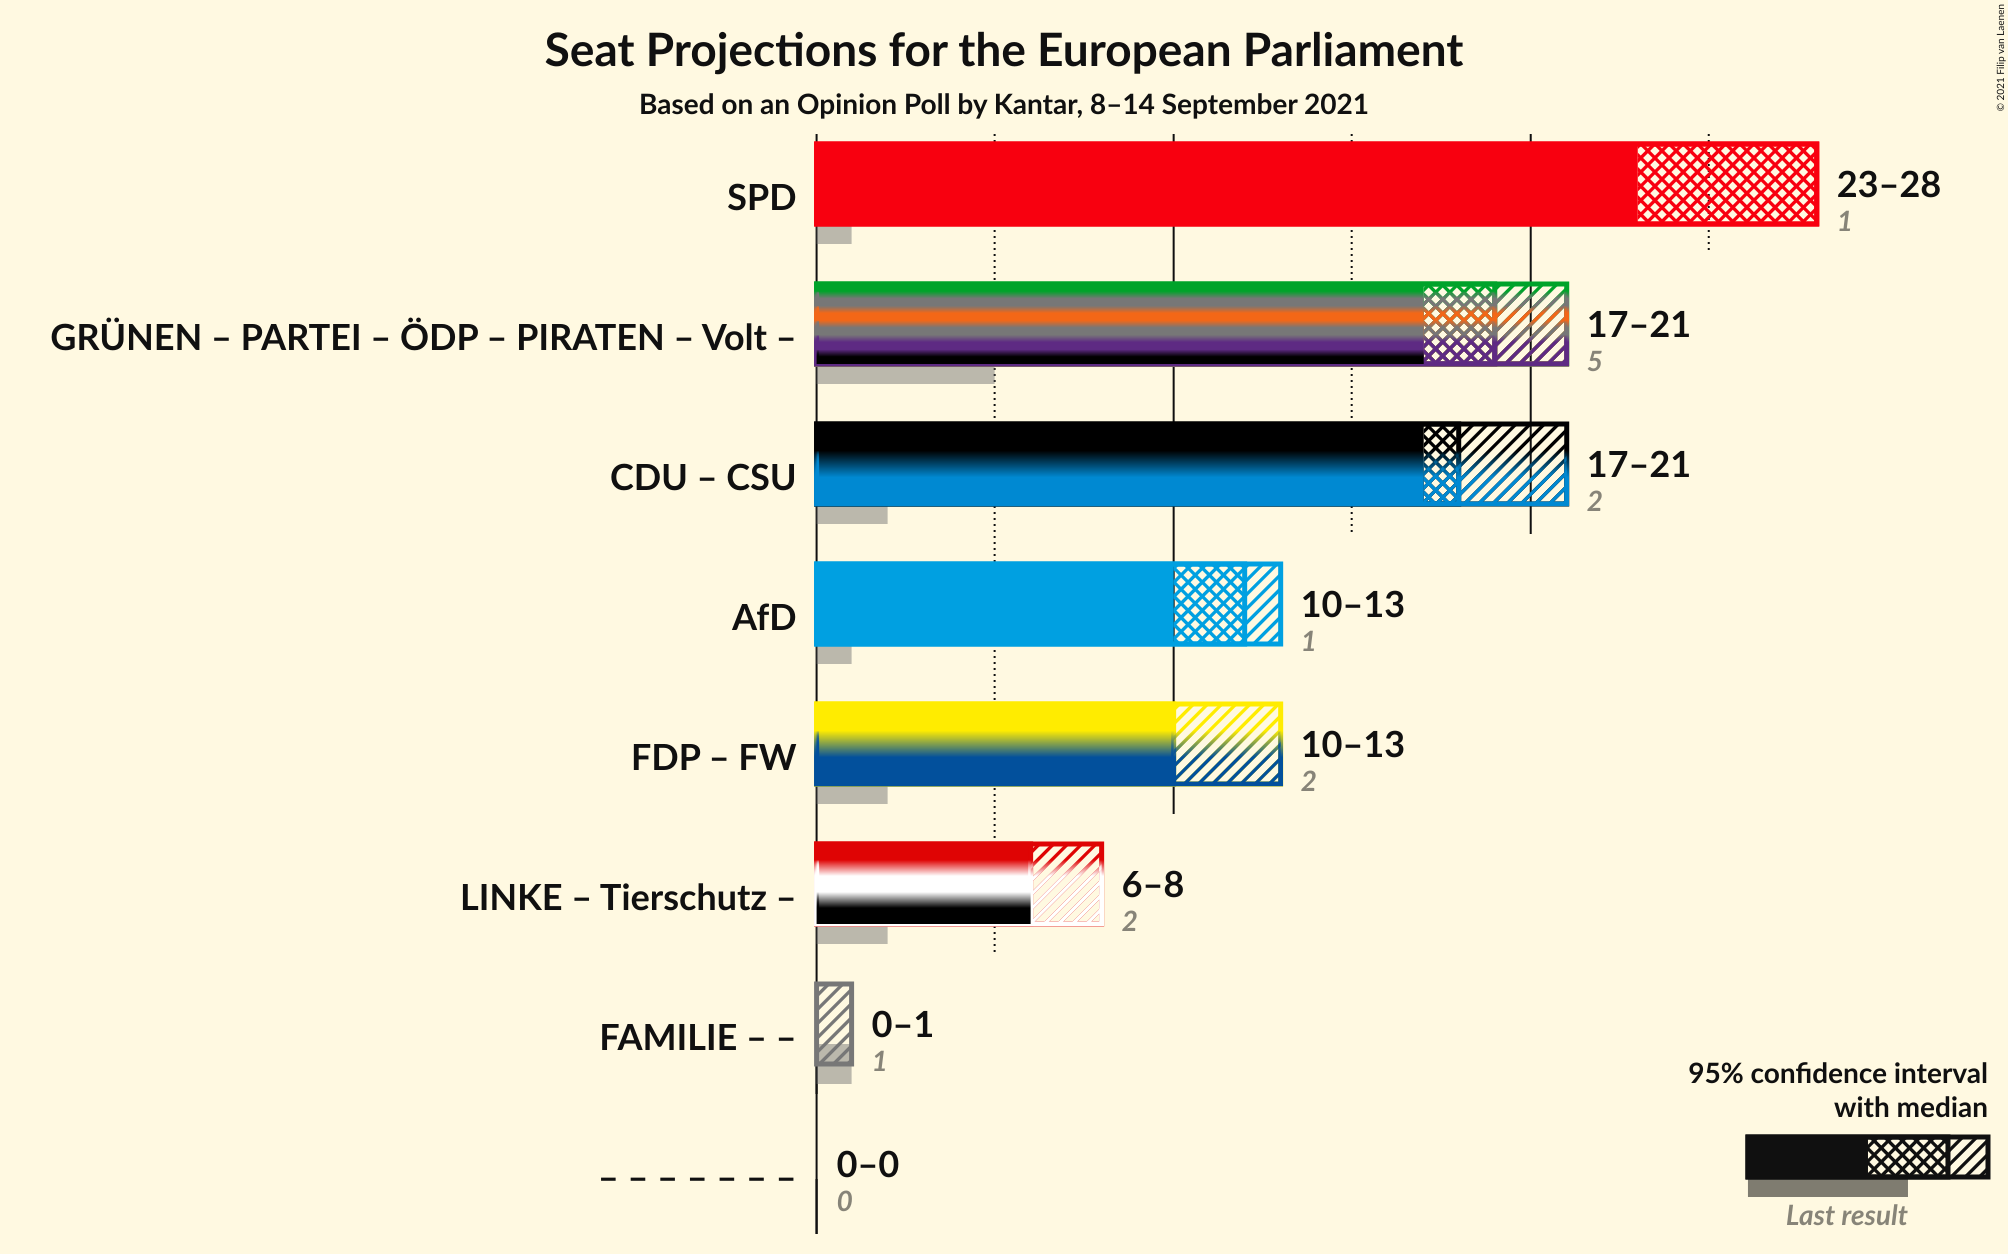 Seat Projections for the European Parliament
Based on an Opinion Poll by Kantar, 8–14 September 2021
© 2021 Filip van Laenen
SPD
23–28
1
GRÜNEN – PARTEI – ÖDP – PIRATEN – Volt –
17–21
5
CDU – CSU
17–21
2
AfD
10–13
1
FDP – FW
10–13
2
LINKE – Tierschutz –
6–8
2
FAMILIE – –
0–1
1
– – – – – – –
0–0
0
95% confidence interval
with median
Last result